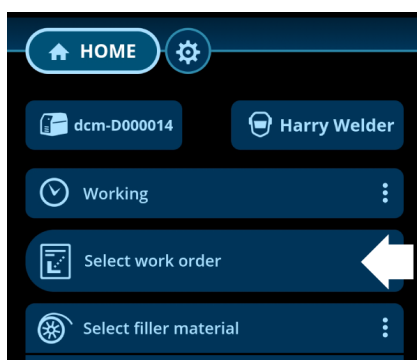 HOME
dcm-D000014
Harry Welder
Working
Select work order
Select filler material